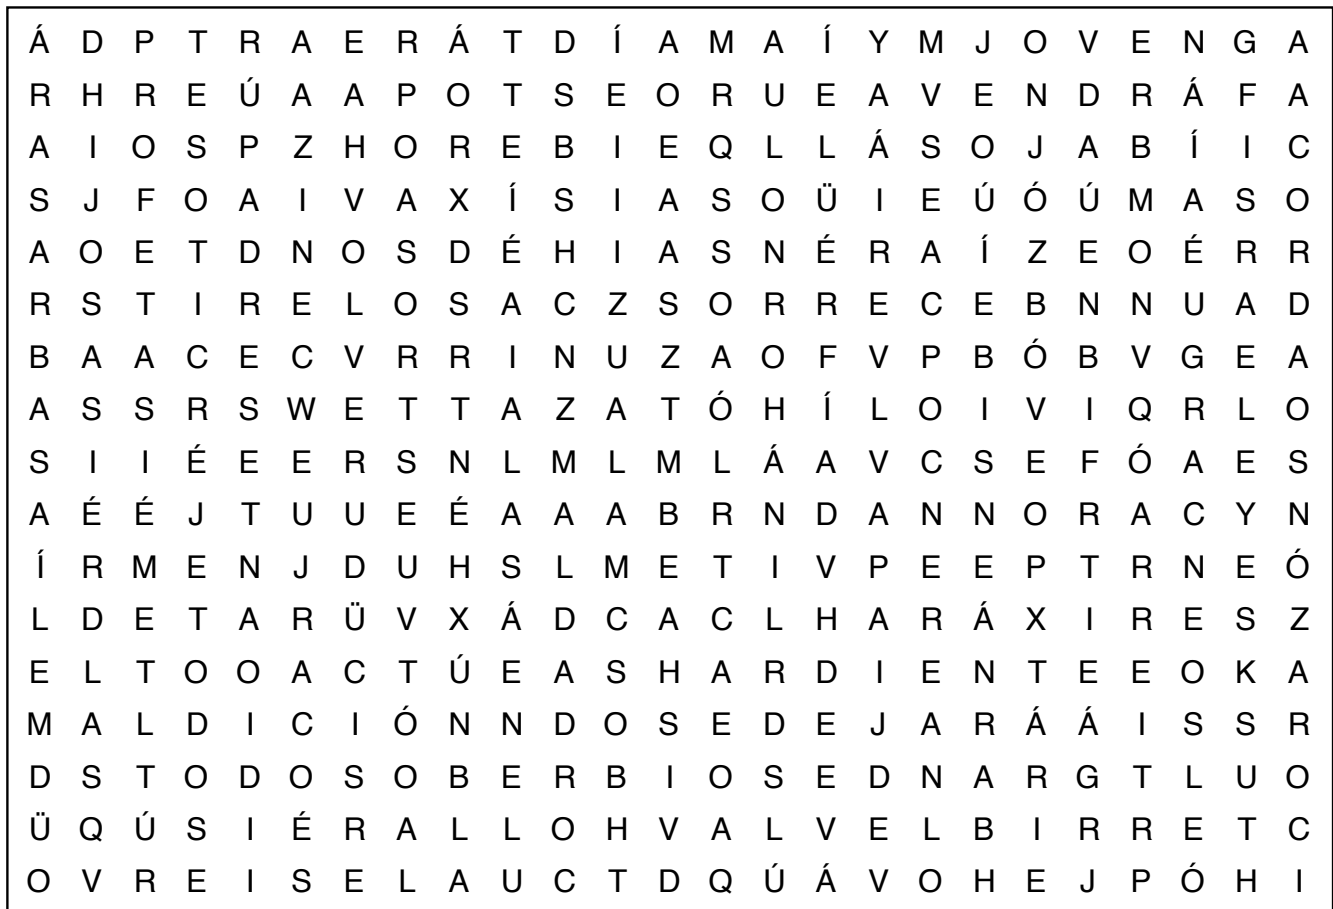 Á D P T R A E R Á T D Í A M A Í Y M J O V E N G A
R H R E Ú A A P O T S E O R U E A V E N D R Á F A
A I O S P Z H O R E B I E Q L L Á S O J A B Í I C
S J F O A I V A X Í S I A S O Ü I E Ú Ó Ú M A S O
A O E T D N O S D É H I A S N É R A Í Z E O É R R
R S T I R E L O S A C Z S O R R E C E B N N U A D
B A A C E C V R R I N U Z A O F V P B Ó B V G E A
A S S R S W E T T A Z A T Ó H Í L O I V I Q R L O
S I I É E E R S N L M L M L Á A V C S E F Ó A E S
A É É J T U U E É A A A B R N D A N N O R A C Y N
Í R M E N J D U H S L M E T I V P E E P T R N E Ó
L D E T A R Ü V X Á D C A C L H A R Á X I R E S Z
E L T O O A C T Ú E A S H A R D I E N T E E O K A
M A L D I C I Ó N N D O S E D E J A R Á Á I S S R
D S T O D O S O B E R B I O S E D N A R G T L U O
Ü Q Ú S I É R A L L O H V A L V E L B I R R E T C
O V R E I S E L A U C T D Q Ú Á V O H E J P Ó H I